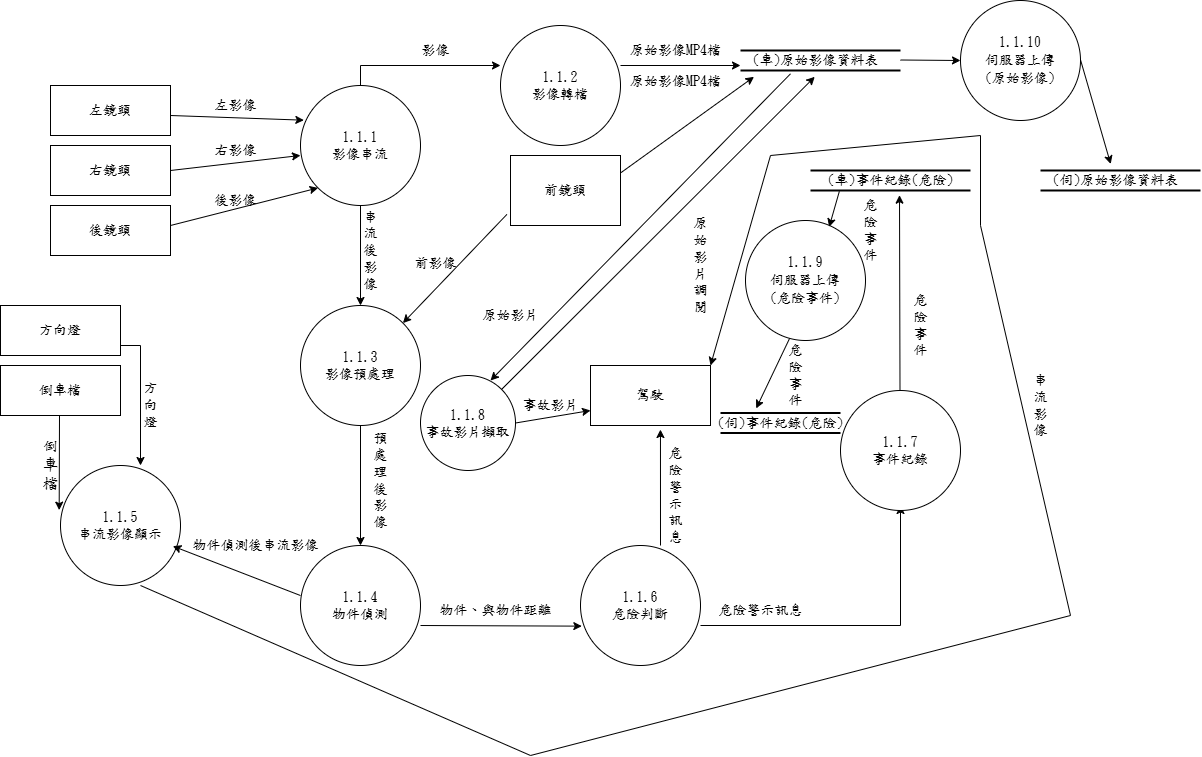 1.1.10
伺服器上傳
(原始影像)
影像
原始影像MP4檔
(車)原始影像資料表
1.1.2
影像轉檔
原始影像MP4檔
左鏡頭
左影像
1.1.1
影像串流
右鏡頭
右影像
後鏡頭
後影像
前鏡頭
(車)事件紀錄(危險)
(伺)原始影像資料表
串流後影像
前影像
原始影片調閱
危險事件
1.1.9
伺服器上傳
(危險事件)
方向燈
原始影片
危險事件
1.1.3
影像預處理
危險事件
倒車檔
方向燈
駕駛
串流影像
1.1.8
事故影片擷取
事故影片
(伺)事件紀錄(危險)
1.1.7
事件紀錄
倒車檔
預處理後影像
危險警示訊息
1.1.5
串流影像顯示
物件偵測後串流影像
1.1.4
物件偵測
物件、與物件距離
1.1.6
危險判斷
危險警示訊息